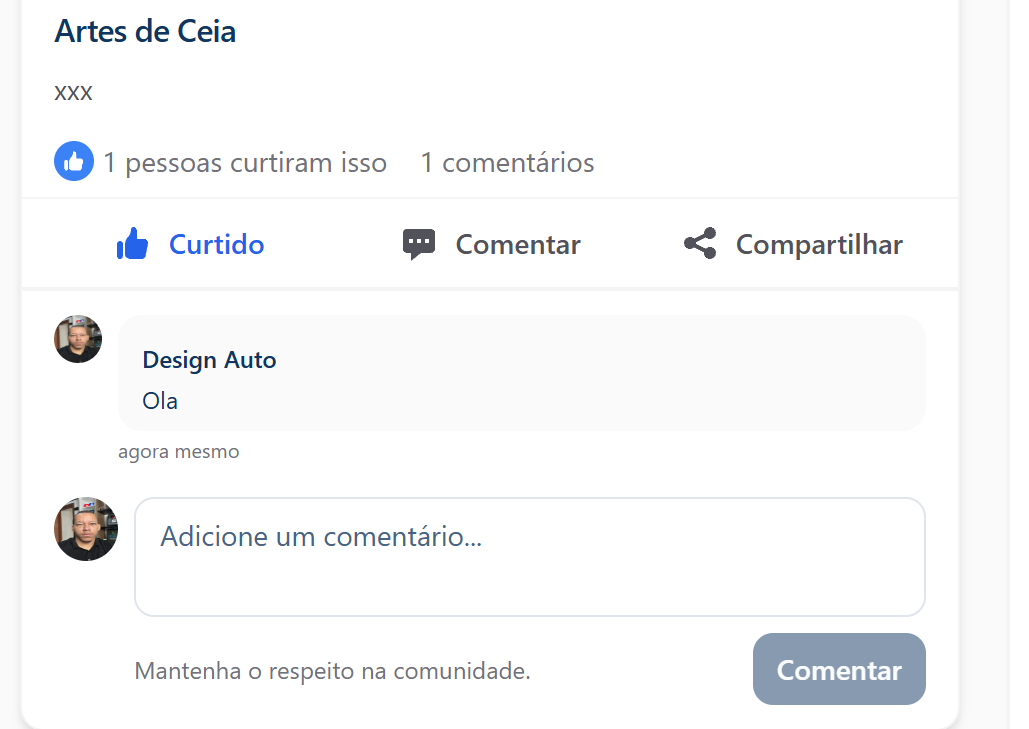 Artes de Ceia
xxx
1 pessoas curtiram isso 1 comentários
Curtido Comentar Compartilhar
Design Auto
Ola
agora mesmo
Adicione um comentário...
Mantenha o respeito na comunidade. Comentar